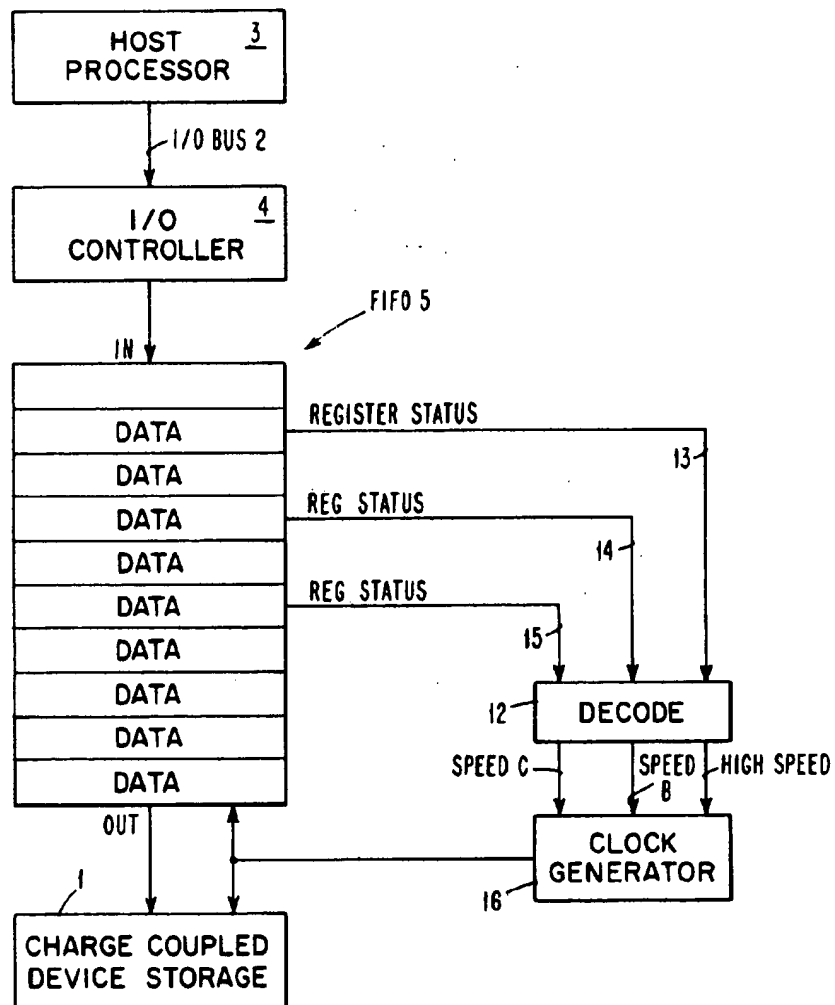 HOST PROCESSOR 3
I/O BUS 2
I/O CONTROLLER 4
FIFO 5
IN
DATA
REGISTER STATUS
13
DATA
DATA
REG STATUS
14
DATA
DATA
REG STATUS
15
DATA
DATA
DATA
DATA
12
DECODE
SPEED C
SPEED B
HIGH SPEED
OUT
CLOCK GENERATOR
16
1
CHARGE COUPLED
DEVICE STORAGE